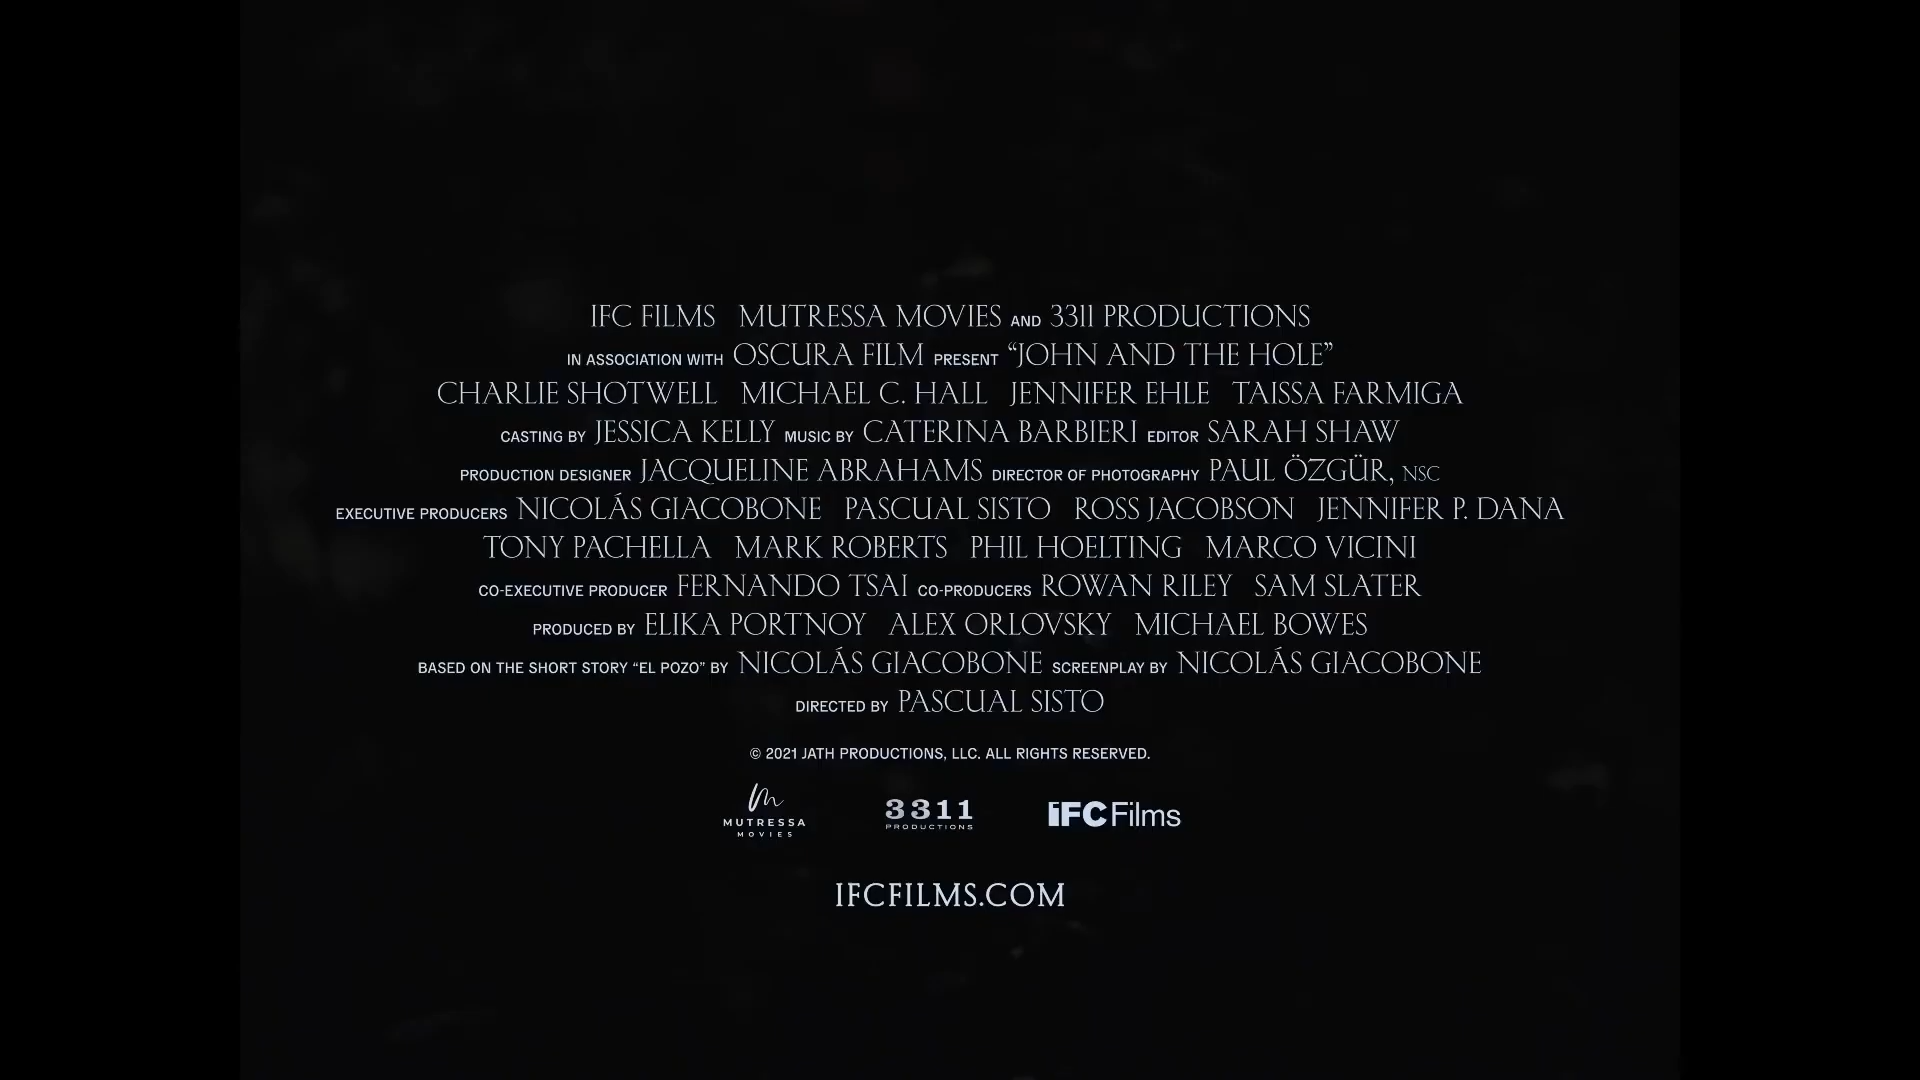 IFC FILMS MUTRESSA MOVIES AND 3311 PRODUCTIONS
IN ASSOCIATION WITH OSCURA FILM PRESENT “JOHN AND THE HOLE”
CHARLIE SHOTWELL MICHAEL C. HALL JENNIFER EHLE TAISSA FARMIGA
CASTING BY JESSICA KELLY MUSIC BY CATERINA BARBIERI EDITOR SARAH SHAW
PRODUCTION DESIGNER JACQUELINE ABRAHAMS DIRECTOR OF PHOTOGRAPHY PAUL ÖZGÜR, NSC
EXECUTIVE PRODUCERS NICOLÁS GIACOBONE PASCUAL SISTO ROSS JACOBSON JENNIFER P. DANA
TONY PACHELLA MARK ROBERTS PHIL HOELTING MARCO VICINI
CO-EXECUTIVE PRODUCER FERNANDO TSAI CO-PRODUCERS ROWAN RILEY SAM SLATER
PRODUCED BY ELIKA PORTNOY ALEX ORLOVSKY MICHAEL BOWES
BASED ON THE SHORT STORY “EL POZO” BY NICOLÁS GIACOBONE SCREENPLAY BY NICOLÁS GIACOBONE
DIRECTED BY PASCUAL SISTO
© 2021 JATH PRODUCTIONS, LLC. ALL RIGHTS RESERVED.
M
MUTRESSA
MOVIES
3311
PRODUCTIONS
IFC Films
IFCFILMS.COM